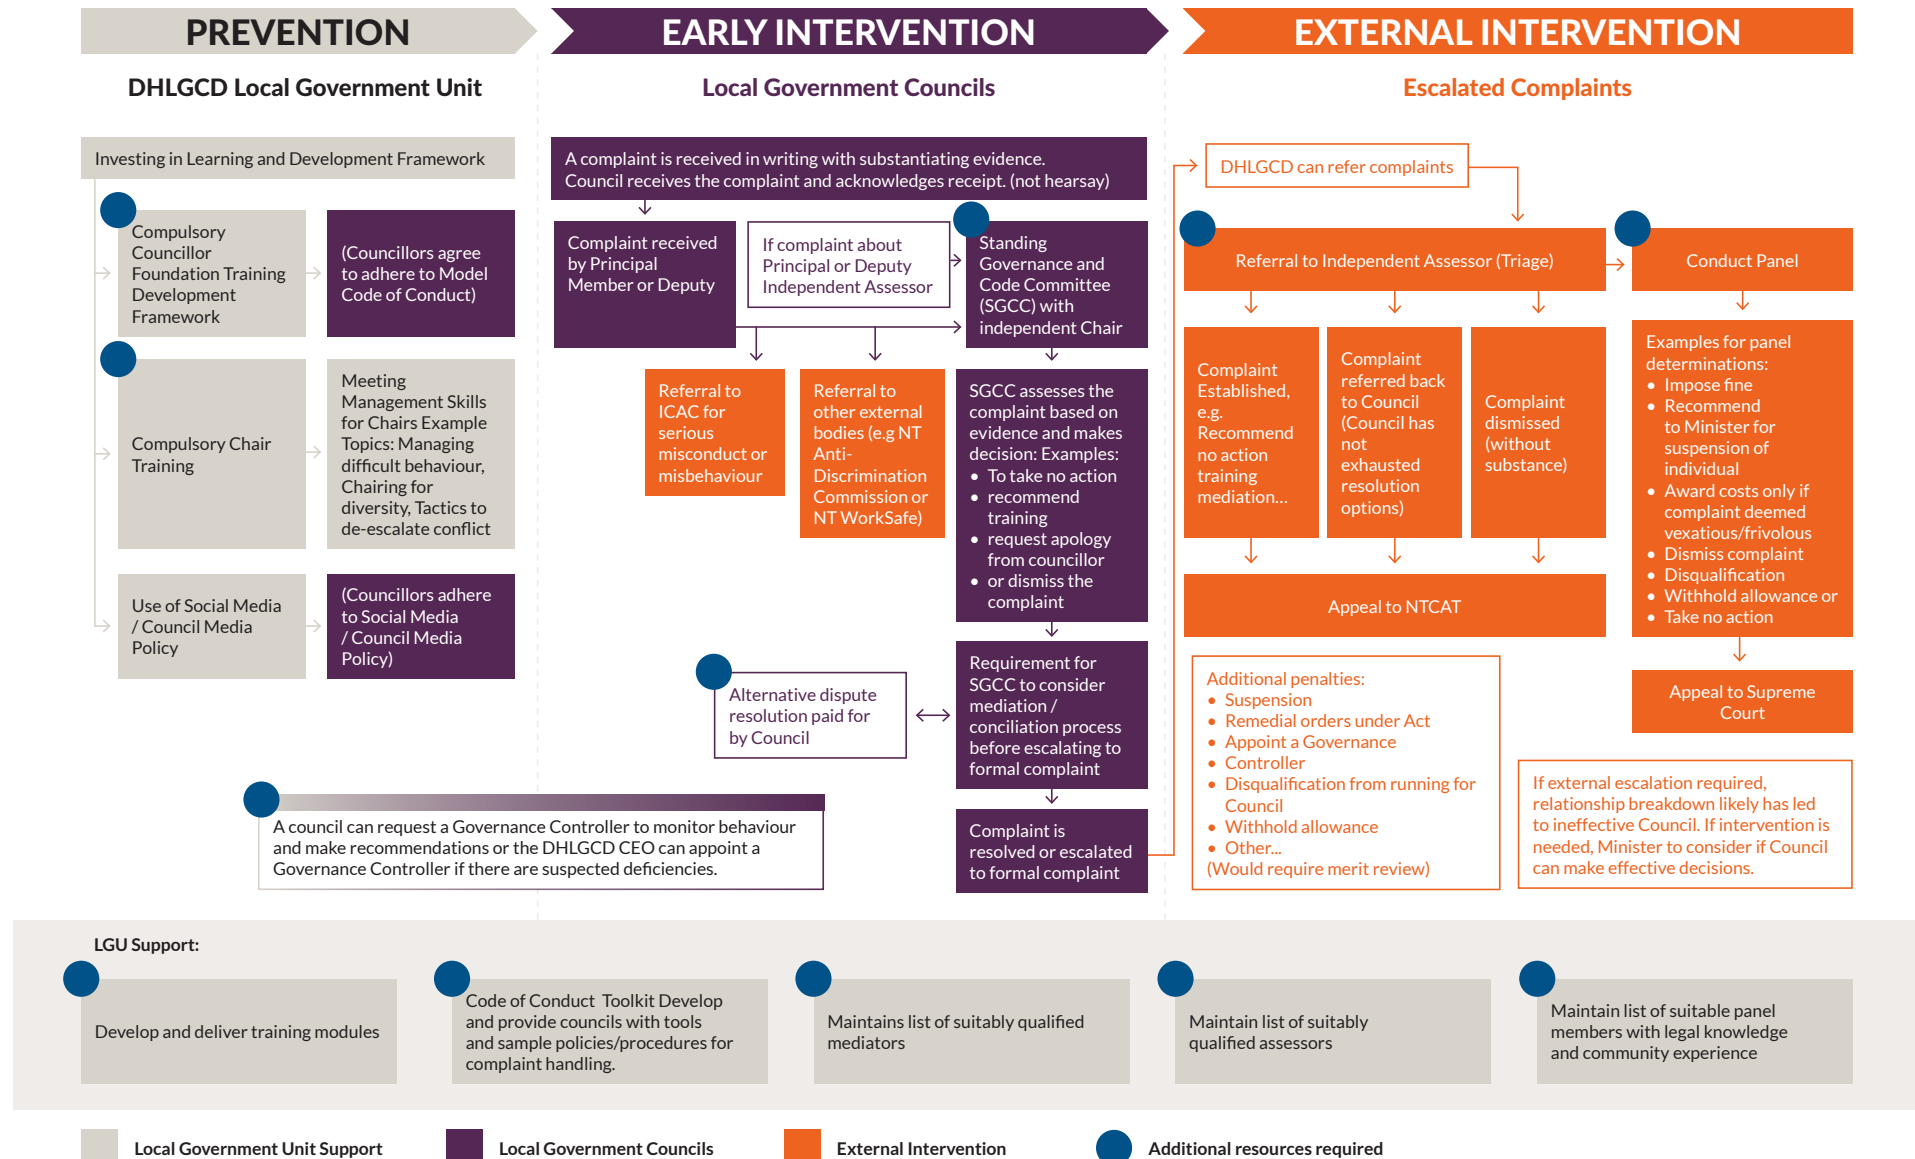 PREVENTION
DHLGCD Local Government Unit
Investing in Learning and Development Framework
Compulsory
Councillor
Foundation Training
Development
Framework
(Councillors agree
to adhere to Model
Code of Conduct)
Compulsory Chair
Training
Meeting
Management Skills
for Chairs Example
Topics: Managing
difficult behaviour,
Chairing for
diversity, Tactics to
de-escalate conflict
Use of Social Media
/ Council Media
Policy
(Councillors adhere
to Social Media
/ Council Media
Policy)
EARLY INTERVENTION
Local Government Councils
A complaint is received in writing with substantiating evidence.
Council receives the complaint and acknowledges receipt. (not hearsay)
Complaint received
by Principal
Member or Deputy
If complaint about
Principal or Deputy
Independent Assessor
Standing
Governance and
Code Committee
(SGCC) with
independent Chair
Referral to
ICAC for
serious
misconduct or
misbehaviour
Referral to
other external
bodies (e.g NT
Anti-
Discrimination
Commission or
NT WorkSafe)
SGCC assesses the
complaint based on
evidence and makes
decision: Examples:
• To take no action
• recommend
training
• request apology
from councillor
• or dismiss the
complaint
Alternative dispute
resolution paid for
by Council
Requirement for
SGCC to consider
mediation /
conciliation process
before escalating to
formal complaint
Complaint is
resolved or escalated
to formal complaint
A council can request a Governance Controller to monitor behaviour
and make recommendations or the DHLGCD CEO can appoint a
Governance Controller if there are suspected deficiencies.
EXTERNAL INTERVENTION
Escalated Complaints
DHLGCD can refer complaints
Referral to Independent Assessor (Triage)
Conduct Panel
Complaint
Established,
e.g.
Recommend
no action
training
mediation...
Complaint
referred back
to Council
(Council has
not
exhausted
resolution
options)
Complaint
dismissed
(without
substance)
Examples for panel
determinations:
• Impose fine
• Recommend
to Minister for
suspension of
individual
• Award costs only if
complaint deemed
vexatious/frivolous
• Dismiss complaint
• Disqualification
• Withhold allowance or
• Take no action
Appeal to NTCAT
Appeal to Supreme
Court
Additional penalties:
• Suspension
• Remedial orders under Act
• Appoint a Governance
• Controller
• Disqualification from running for
Council
• Withhold allowance
• Other...
(Would require merit review)
If external escalation required,
relationship breakdown likely has led
to ineffective Council. If intervention is
needed, Minister to consider if Council
can make effective decisions.
LGU Support:
Develop and deliver training modules
Code of Conduct Toolkit Develop
and provide councils with tools
and sample policies/procedures for
complaint handling.
Maintains list of suitably qualified
mediators
Maintain list of suitably
qualified assessors
Maintain list of suitable panel
members with legal knowledge
and community experience
Local Government Unit Support
Local Government Councils
External Intervention
Additional resources required